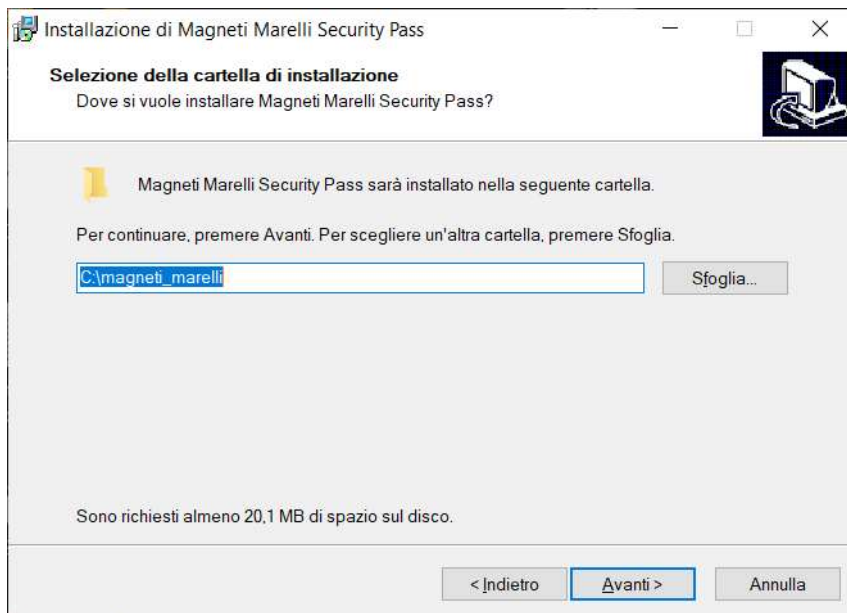 Installazione di Magneti Marelli Security Pass
Selezione della cartella di installazione
Dove si vuole installare Magneti Marelli Security Pass?
Magneti Marelli Security Pass sarà installato nella seguente cartella.
Per continuare, premere Avanti. Per scegliere un'altra cartella, premere Sfoglia.
C:\magneti_marelli
Sfoglia...
Sono richiesti almeno 20,1 MB di spazio sul disco.
< Indietro
Avanti >
Annulla